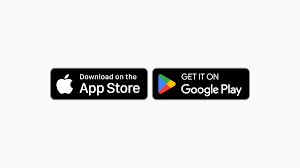 Download on the
App Store
GET IT ON
Google Play